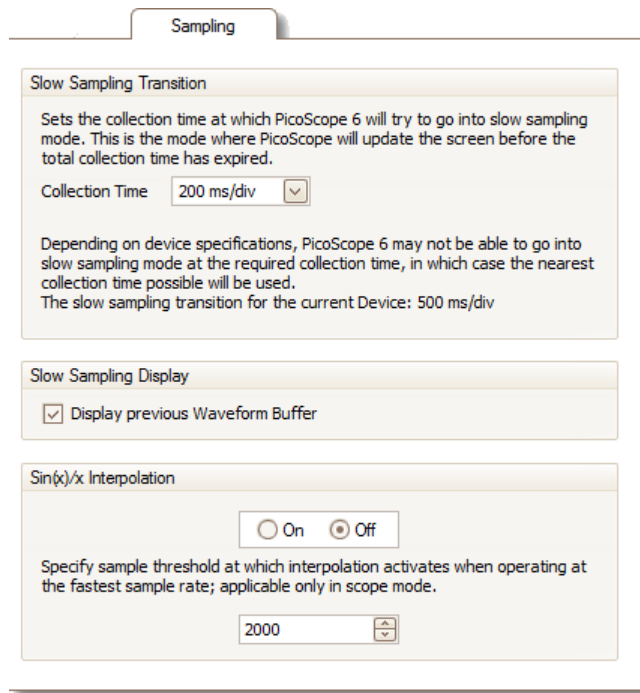 Sampling
Slow Sampling Transition
Sets the collection time at which PicoScope 6 will try to go into slow sampling
mode. This is the mode where PicoScope will update the screen before the
total collection time has expired.
Collection Time 200 ms/div
Depending on device specifications, PicoScope 6 may not be able to go into
slow sampling mode at the required collection time, in which case the nearest
collection time possible will be used.
The slow sampling transition for the current Device: 500 ms/div
Slow Sampling Display
Display previous Waveform Buffer
Sin(x)/x Interpolation
On Off
Specify sample threshold at which interpolation activates when operating at
the fastest sample rate; applicable only in scope mode.
2000